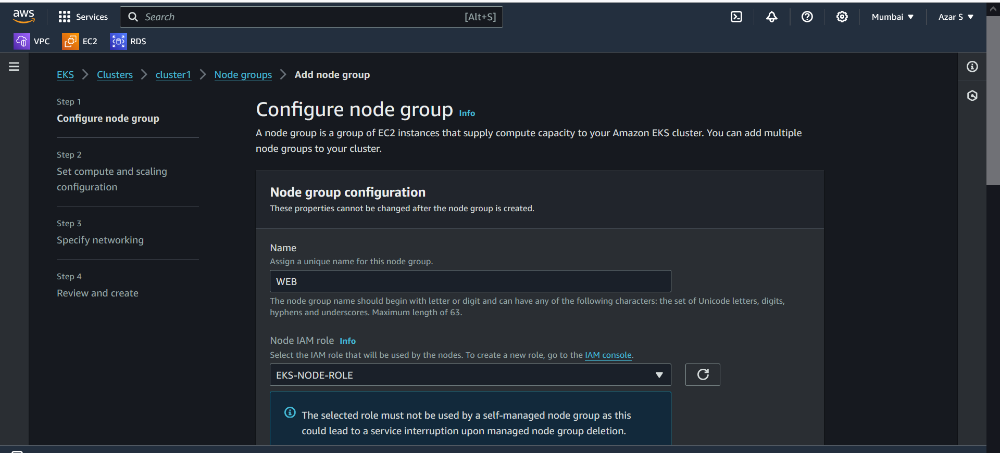 aws
Services
Search
[Alt+S]
Mumbai
Azar S
VPC
EC2
RDS
EKS
Clusters
cluster1
Node groups
Add node group
Step 1
Configure node group
Step 2
Set compute and scaling
configuration
Step 3
Specify networking
Step 4
Review and create
Configure node group Info
A node group is a group of EC2 instances that supply compute capacity to your Amazon EKS cluster. You can add multiple
node groups to your cluster.
Node group configuration
These properties cannot be changed after the node group is created.
Name
Assign a unique name for this node group.
WEB
The node group name should begin with letter or digit and can have any of the following characters: the set of Unicode letters, digits,
hyphens and underscores. Maximum length of 63.
Node IAM role Info
Select the IAM role that will be used by the nodes. To create a new role, go to the IAM console.
EKS-NODE-ROLE
The selected role must not be used by a self-managed node group as this
could lead to a service interruption upon managed node group deletion.